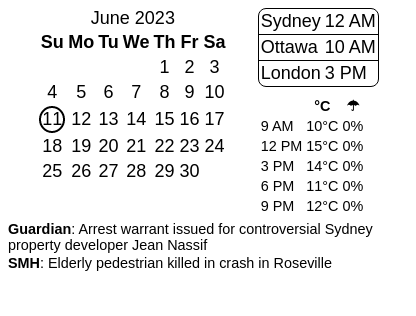 June 2023
Su Mo Tu We Th Fr Sa
1 2 3
4 5 6 7 8 9 10
11 12 13 14 15 16 17
18 19 20 21 22 23 24
25 26 27 28 29 30
Sydney 12 AM
Ottawa 10 AM
London 3 PM
°C ☂
9 AM 10°C 0%
12 PM 15°C 0%
3 PM 14°C 0%
6 PM 11°C 0%
9 PM 12°C 0%
Guardian: Arrest warrant issued for controversial Sydney
property developer Jean Nassif
SMH: Elderly pedestrian killed in crash in Roseville